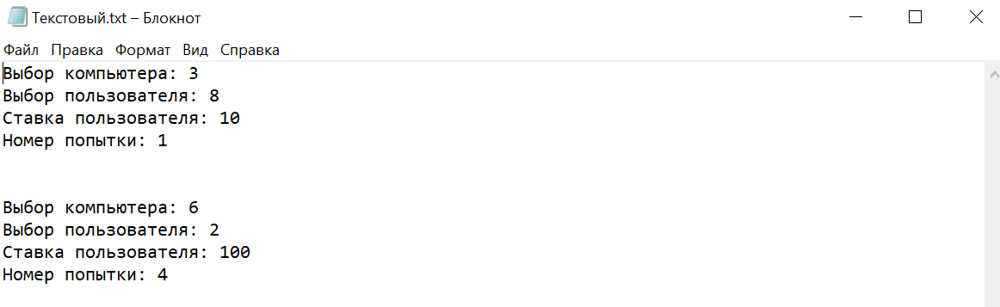 Текстовый.txt – Блокнот
Файл Правка Формат Вид Справка
Выбор компьютера: 3
Выбор пользователя: 8
Ставка пользователя: 10
Номер попытки: 1
Выбор компьютера: 6
Выбор пользователя: 2
Ставка пользователя: 100
Номер попытки: 4